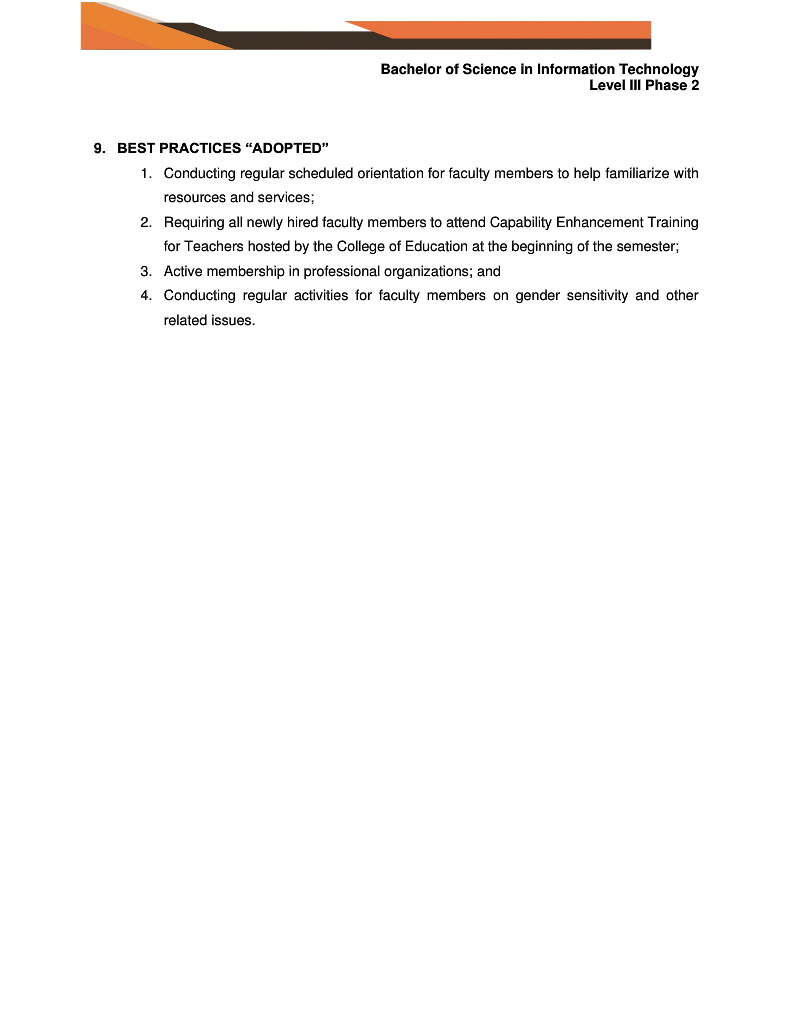 Bachelor of Science in Information Technology
Level III Phase 2
9. BEST PRACTICES “ADOPTED”
1. Conducting regular scheduled orientation for faculty members to help familiarize with
resources and services;
2. Requiring all newly hired faculty members to attend Capability Enhancement Training
for Teachers hosted by the College of Education at the beginning of the semester;
3. Active membership in professional organizations; and
4. Conducting regular activities for faculty members on gender sensitivity and other
related issues.